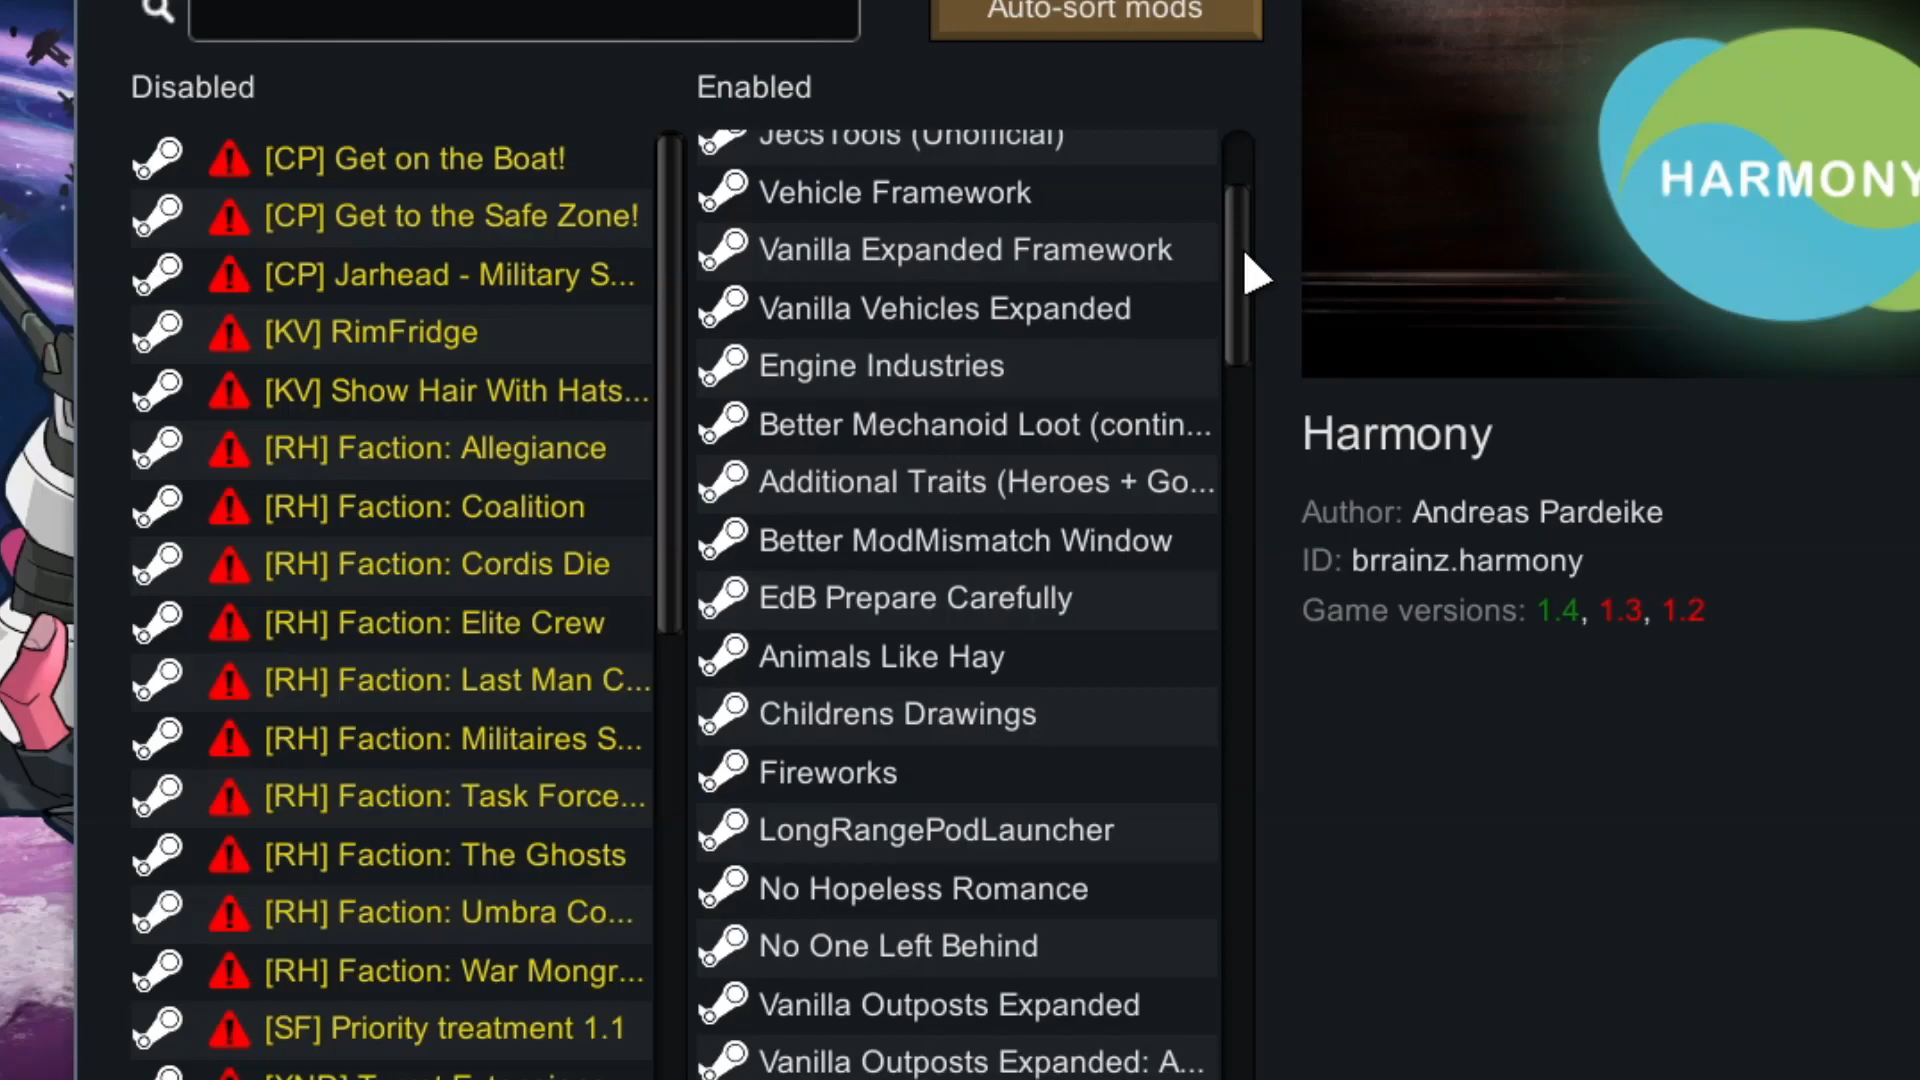 Auto-sort mods
Disabled
Enabled
[CP] Get on the Boat!
[CP] Get to the Safe Zone!
[CP] Jarhead - Military S...
[KV] RimFridge
[KV] Show Hair With Hats...
[RH] Faction: Allegiance
[RH] Faction: Coalition
[RH] Faction: Cordis Die
[RH] Faction: Elite Crew
[RH] Faction: Last Man C...
[RH] Faction: Militaires S...
[RH] Faction: Task Force...
[RH] Faction: The Ghosts
[RH] Faction: Umbra Co...
[RH] Faction: War Mongr...
[SF] Priority treatment 1.1
JecsTools (Unofficial)
Vehicle Framework
Vanilla Expanded Framework
Vanilla Vehicles Expanded
Engine Industries
Better Mechanoid Loot (contin...
Additional Traits (Heroes + Go...
Better ModMismatch Window
EdB Prepare Carefully
Animals Like Hay
Childrens Drawings
Fireworks
LongRangePodLauncher
No Hopeless Romance
No One Left Behind
Vanilla Outposts Expanded
Vanilla Outposts Expanded: A...
HARMONY
Harmony
Author: Andreas Pardeike
ID: brrainz.harmony
Game versions: 1.4, 1.3, 1.2